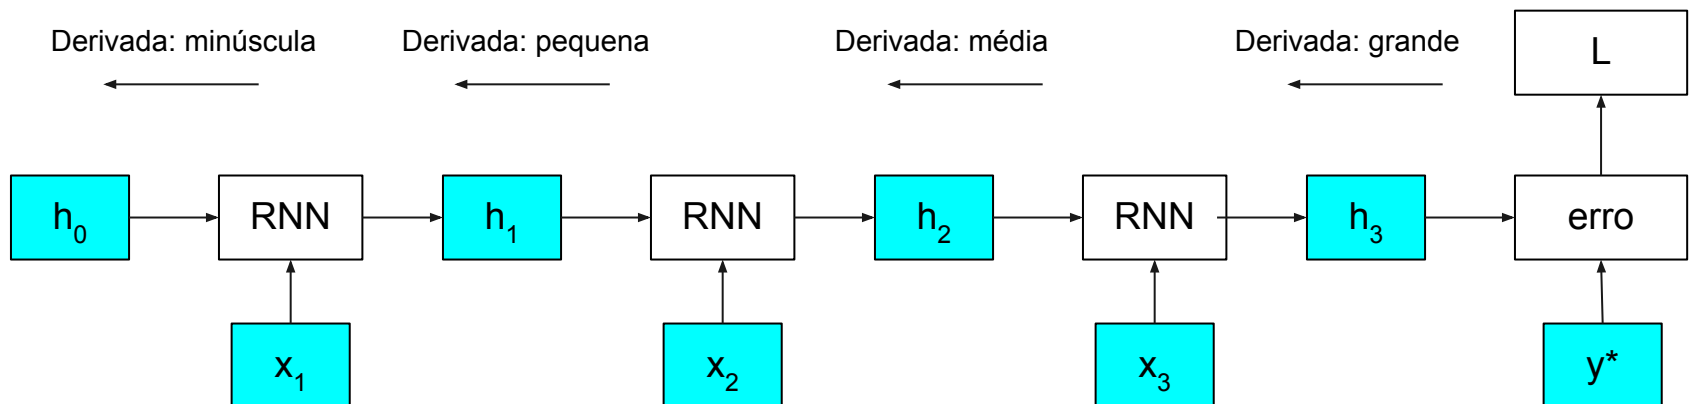 Derivada: minúscula
Derivada: pequena
Derivada: média
Derivada: grande
L
h₀
RNN
h₁
RNN
h₂
RNN
h₃
erro
x₁
x₂
x₃
y*